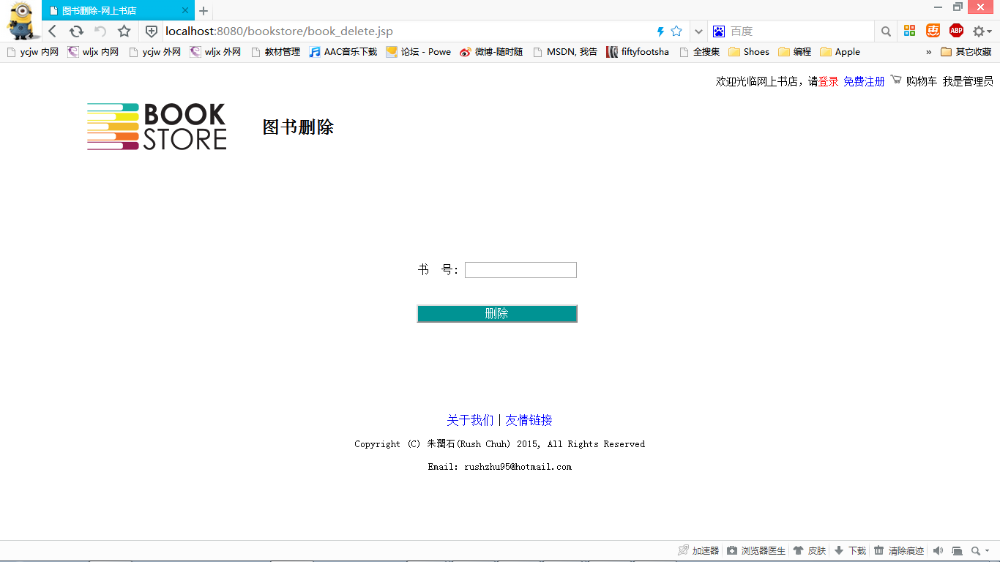 图书删除-网上书店
localhost:8080/bookstore/book_delete.jsp
百度
惠
ABP
ycjw 内网 wljx 内网 ycjw 外网 wljx 外网 教材管理 AAC音乐下载 论坛 - Powe 微博-随时随 MSDN, 我告 fiftyfootsha 全搜集 Shoes 编程 Apple » 其它收藏
欢迎光临网上书店，请登录 免费注册 购物车 我是管理员
BOOK
STORE
图书删除
书 号：
删除
关于我们|友情链接
Copyright (C) 朱潤石(Rush Chuh) 2015, All Rights Reserved
Email: rushzhu95@hotmail.com
加速器 浏览器医生 皮肤 下载 清除痕迹